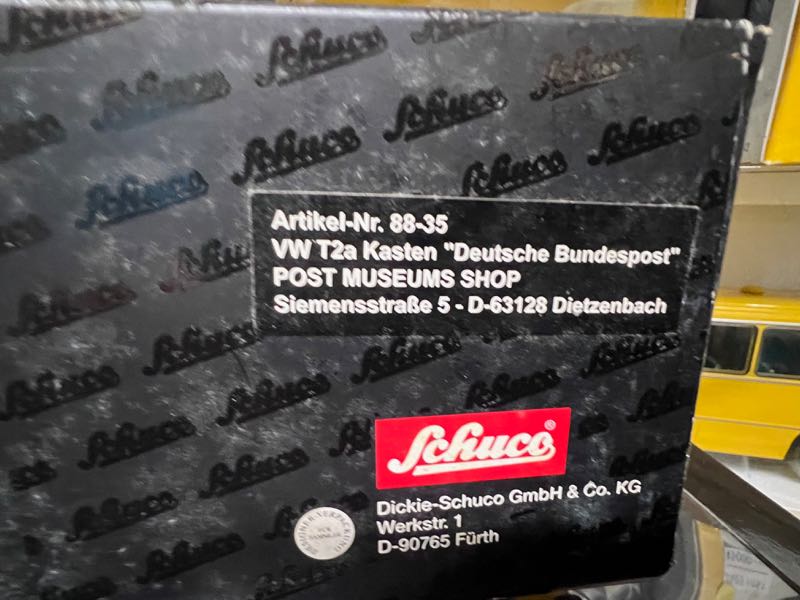 Artikel-Nr. 88-35
VW T2a Kasten "Deutsche Bundespost"
POST MUSEUMS SHOP
Siemensstraße 5 - D-63128 Dietzenbach
Schuco®
Dickie-Schuco GmbH & Co. KG
Werkstr. 1
D-90765 Fürth